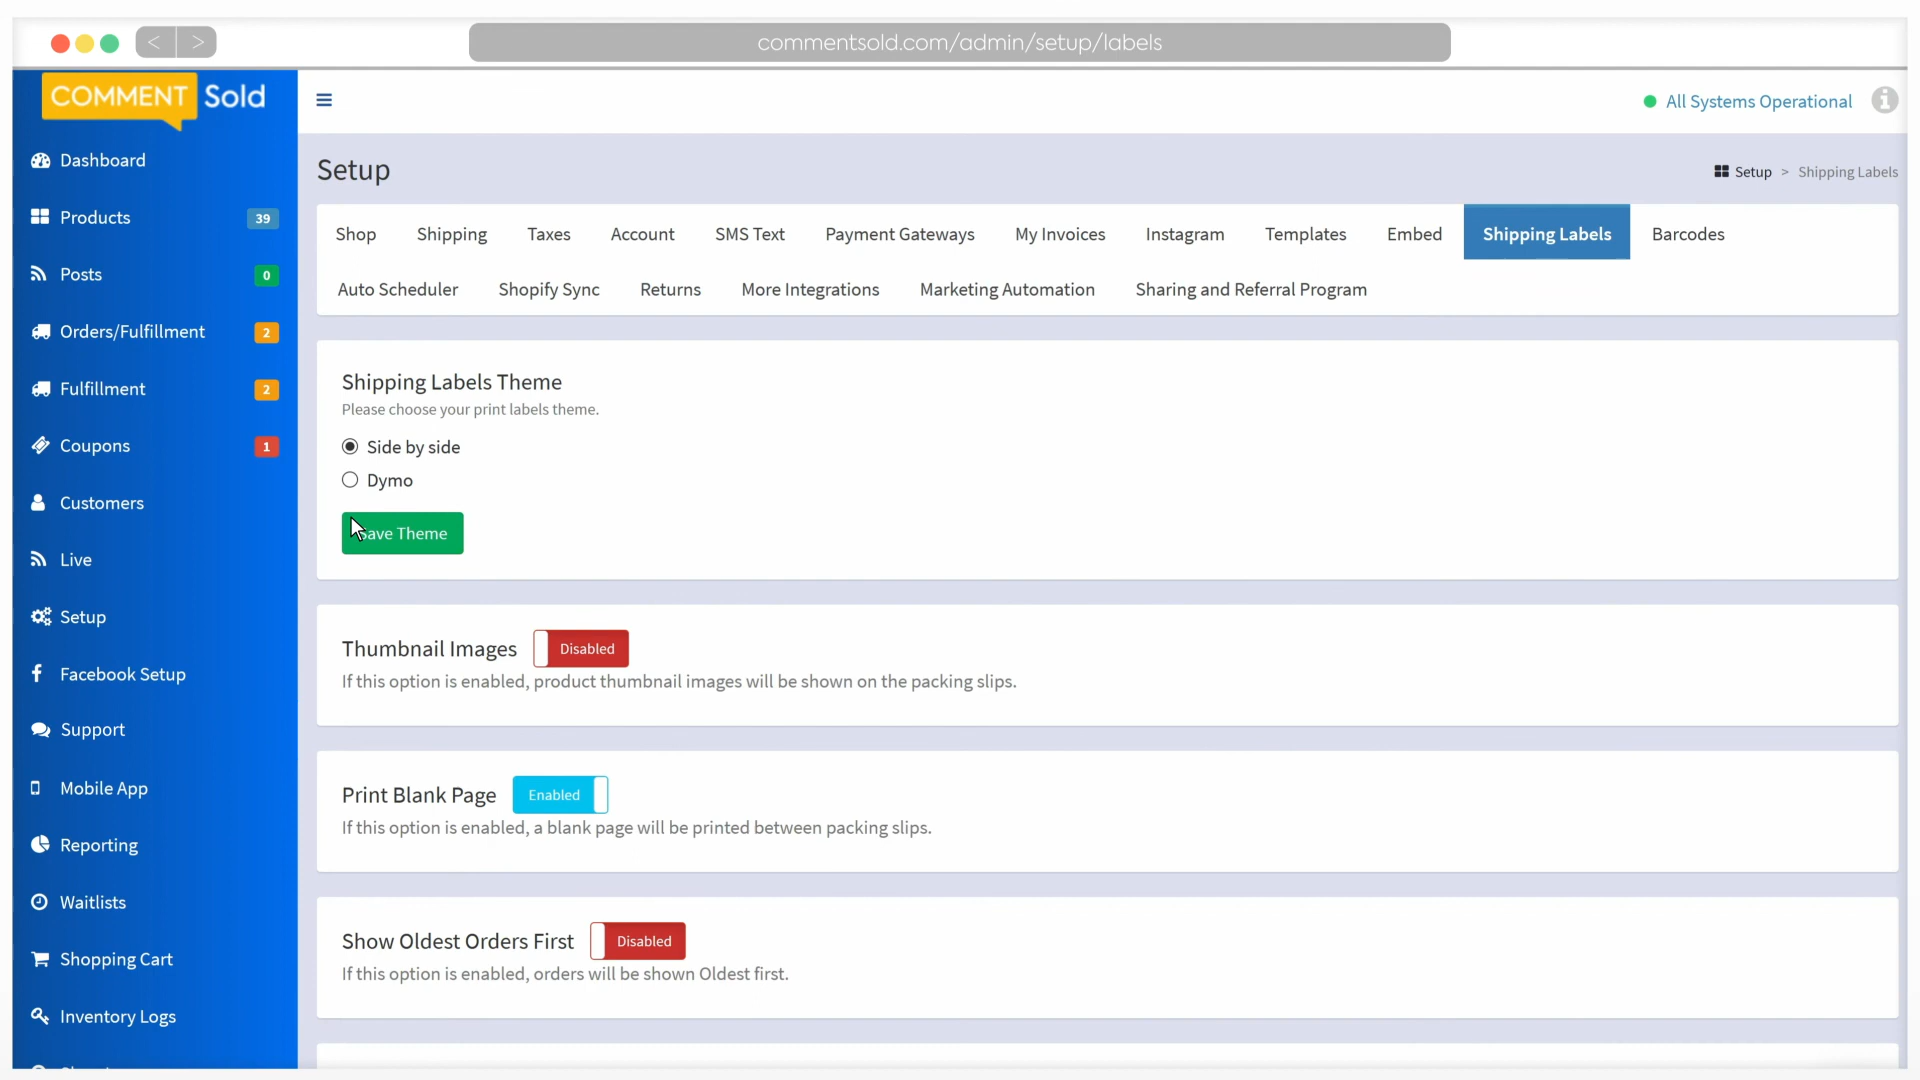 commentsold.com/admin/setup/labels
COMMENT Sold
All Systems Operational
Dashboard
Products 39
Posts 0
Orders/Fulfillment 2
Fulfillment 2
Coupons 1
Customers
Live
Setup
Facebook Setup
Support
Mobile App
Reporting
Waitlists
Shopping Cart
Inventory Logs
Setup
Setup > Shipping Labels
Shop Shipping Taxes Account SMS Text Payment Gateways My Invoices Instagram Templates Embed Shipping Labels Barcodes
Auto Scheduler Shopify Sync Returns More Integrations Marketing Automation Sharing and Referral Program
Shipping Labels Theme
Please choose your print labels theme.
Side by side
Dymo
Save Theme
Thumbnail Images Disabled
If this option is enabled, product thumbnail images will be shown on the packing slips.
Print Blank Page Enabled
If this option is enabled, a blank page will be printed between packing slips.
Show Oldest Orders First Disabled
If this option is enabled, orders will be shown Oldest first.